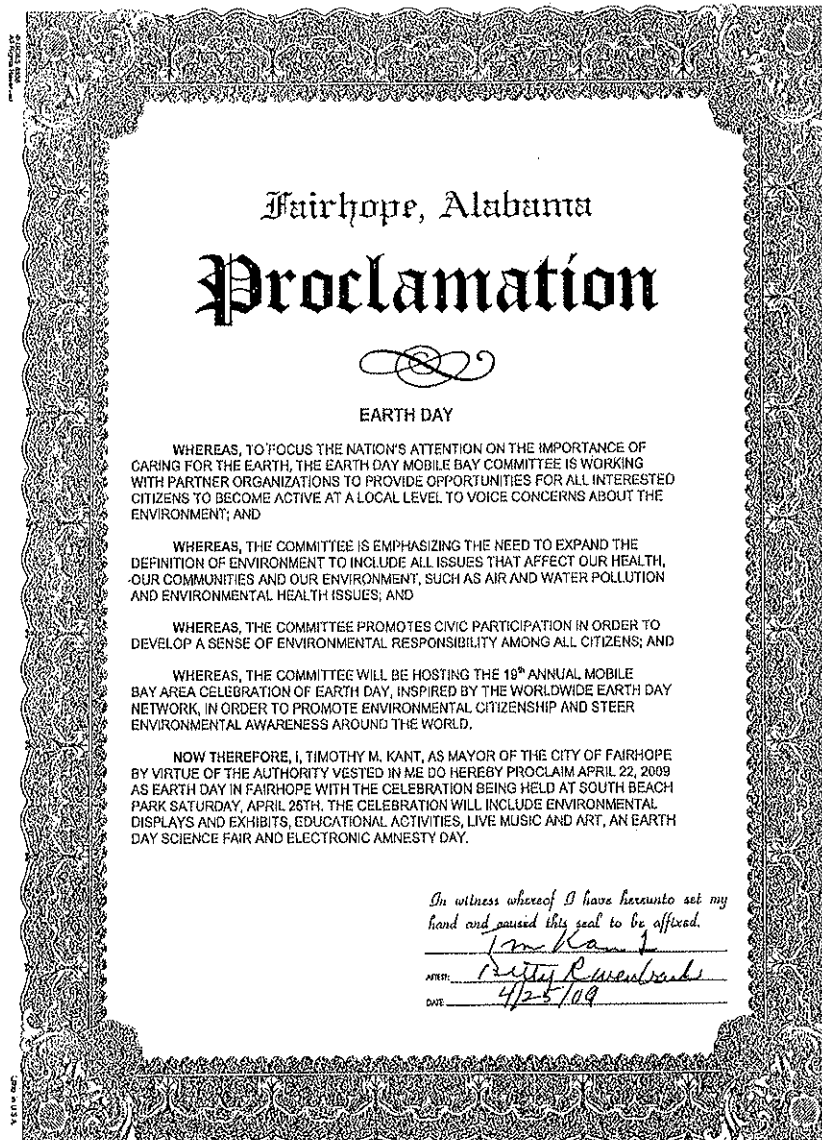 Fairhope, Alabama
Proclamation
EARTH DAY
WHEREAS, TO FOCUS THE NATION'S ATTENTION ON THE IMPORTANCE OF
CARING FOR THE EARTH, THE EARTH DAY MOBILE BAY COMMITTEE IS WORKING
WITH PARTNER ORGANIZATIONS TO PROVIDE OPPORTUNITIES FOR ALL INTERESTED
CITIZENS TO BECOME ACTIVE AT A LOCAL LEVEL TO VOICE CONCERNS ABOUT THE
ENVIRONMENT; AND
WHEREAS, THE COMMITTEE IS EMPHASIZING THE NEED TO EXPAND THE
DEFINITION OF ENVIRONMENT TO INCLUDE ALL ISSUES THAT AFFECT OUR HEALTH,
OUR COMMUNITIES AND OUR ENVIRONMENT, SUCH AS AIR AND WATER POLLUTION
AND ENVIRONMENTAL HEALTH ISSUES; AND
WHEREAS, THE COMMITTEE PROMOTES CIVIC PARTICIPATION IN ORDER TO
DEVELOP A SENSE OF ENVIRONMENTAL RESPONSIBILITY AMONG ALL CITIZENS; AND
WHEREAS, THE COMMITTEE WILL BE HOSTING THE 19th ANNUAL MOBILE
BAY AREA CELEBRATION OF EARTH DAY, INSPIRED BY THE WORLDWIDE EARTH DAY
NETWORK, IN ORDER TO PROMOTE ENVIRONMENTAL CITIZENSHIP AND STEER
ENVIRONMENTAL AWARENESS AROUND THE WORLD.
NOW THEREFORE, I, TIMOTHY M. KANT, AS MAYOR OF THE CITY OF FAIRHOPE
BY VIRTUE OF THE AUTHORITY VESTED IN ME DO HEREBY PROCLAIM APRIL 22, 2009
AS EARTH DAY IN FAIRHOPE WITH THE CELEBRATION BEING HELD AT SOUTH BEACH
PARK SATURDAY, APRIL 25TH. THE CELEBRATION WILL INCLUDE ENVIRONMENTAL
DISPLAYS AND EXHIBITS, EDUCATIONAL ACTIVITIES, LIVE MUSIC AND ART, AN EARTH
DAY SCIENCE FAIR AND ELECTRONIC AMNESTY DAY.
In witness whereof I have hereunto set my
hand and caused this seal to be affixed.
Tim Kant
ATTEST: Betty Rivenbark
DATE 4/25/09